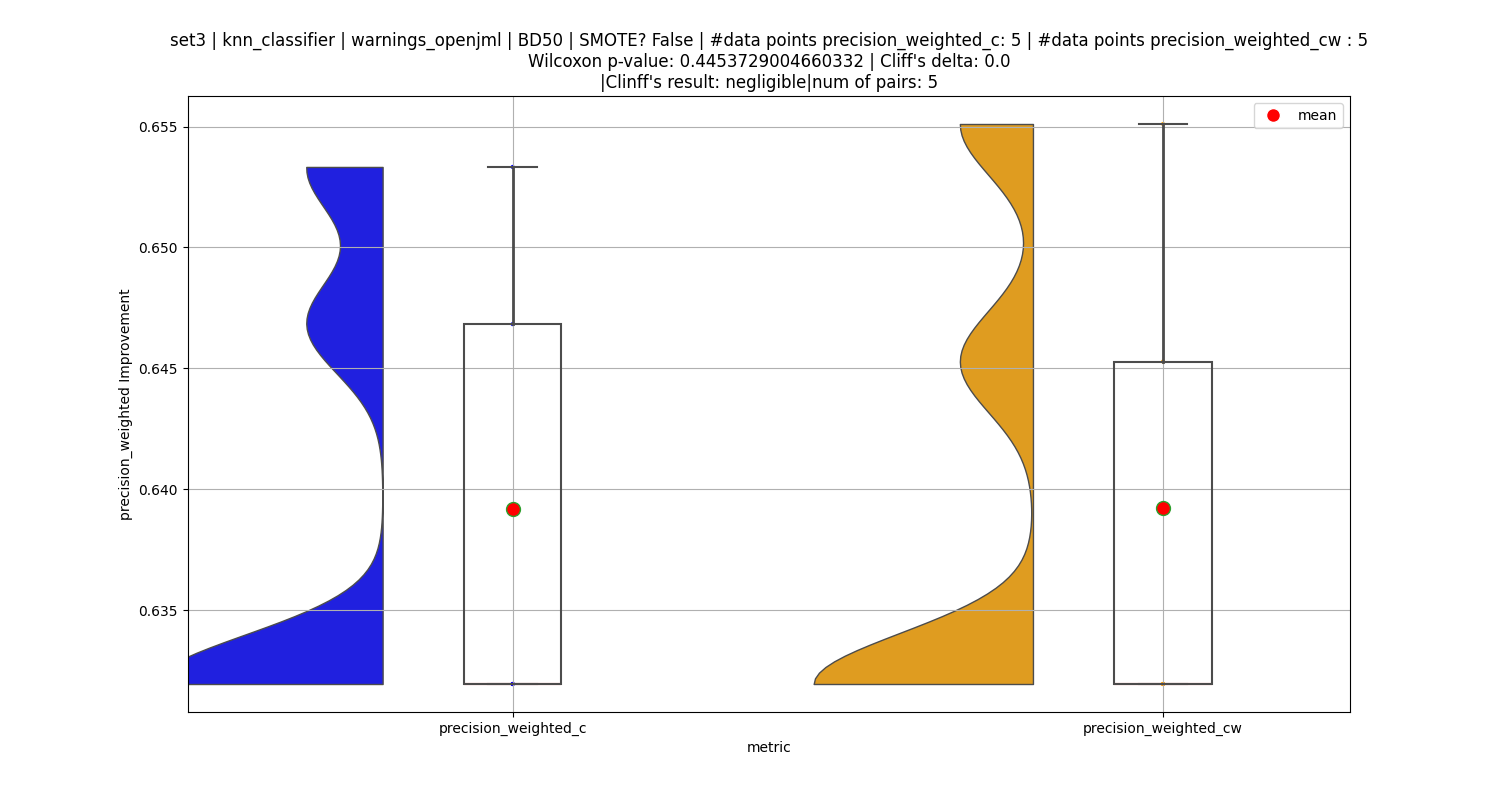 set3 | knn_classifier | warnings_openjml | BD50 | SMOTE? False | #data points precision_weighted_c: 5 | #data points precision_weighted_cw : 5
Wilcoxon p-value: 0.4453729004660332 | Cliff's delta: 0.0
|Clinff's result: negligible|num of pairs: 5
mean
0.655
0.650
0.645
0.640
0.635
precision_weighted Improvement
precision_weighted_c
precision_weighted_cw
metric